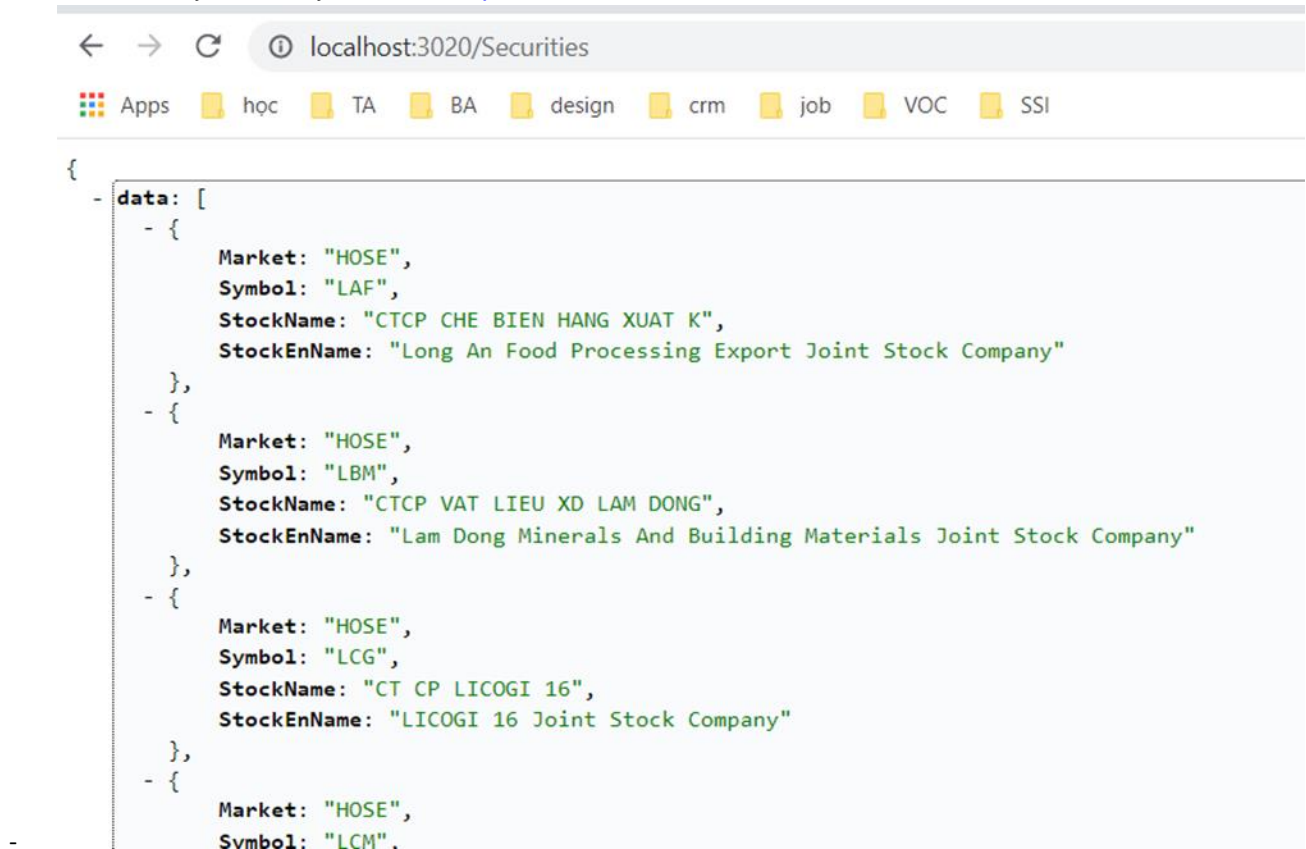 localhost:3020/Securities
Apps học TA BA design crm job VOC SSI
{
- data: [
- {
Market: "HOSE",
Symbol: "LAF",
StockName: "CTCP CHE BIEN HANG XUAT K",
StockEnName: "Long An Food Processing Export Joint Stock Company"
},
- {
Market: "HOSE",
Symbol: "LBM",
StockName: "CTCP VAT LIEU XD LAM DONG",
StockEnName: "Lam Dong Minerals And Building Materials Joint Stock Company"
},
- {
Market: "HOSE",
Symbol: "LCG",
StockName: "CT CP LICOGI 16",
StockEnName: "LICOGI 16 Joint Stock Company"
},
- {
Market: "HOSE",
- Symbol: "LCM",